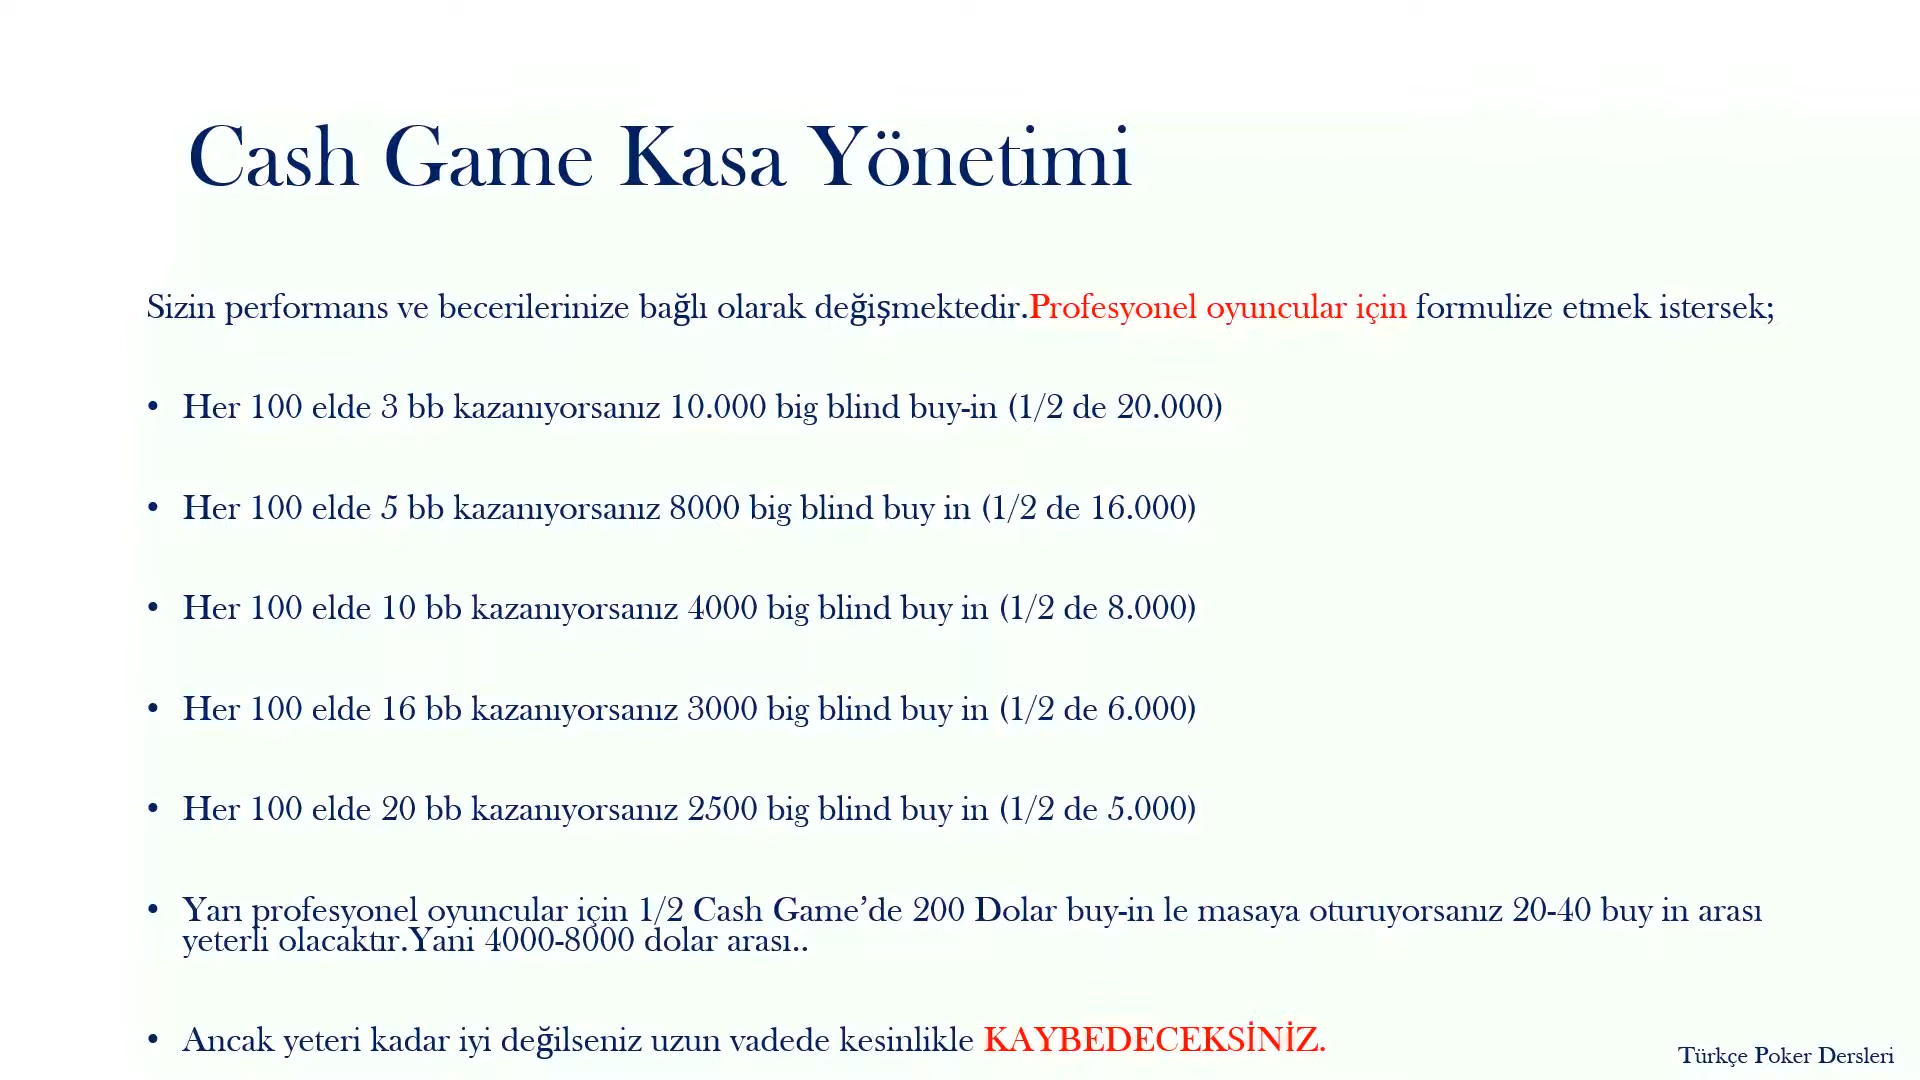 Cash Game Kasa Yönetimi
Sizin performans ve becerilerinize bağlı olarak değişmektedir.Profesyonel oyuncular için formulize etmek istersek;
• Her 100 elde 3 bb kazanıyorsanız 10.000 big blind buy-in (1/2 de 20.000)
• Her 100 elde 5 bb kazanıyorsanız 8000 big blind buy in (1/2 de 16.000)
• Her 100 elde 10 bb kazanıyorsanız 4000 big blind buy in (1/2 de 8.000)
• Her 100 elde 16 bb kazanıyorsanız 3000 big blind buy in (1/2 de 6.000)
• Her 100 elde 20 bb kazanıyorsanız 2500 big blind buy in (1/2 de 5.000)
• Yarı profesyonel oyuncular için 1/2 Cash Game’de 200 Dolar buy-in le masaya oturuyorsanız 20-40 buy in arası
yeterli olacaktır.Yani 4000-8000 dolar arası..
• Ancak yeteri kadar iyi değilseniz uzun vadede kesinlikle KAYBEDECEKSİNİZ.
Türkçe Poker Dersleri